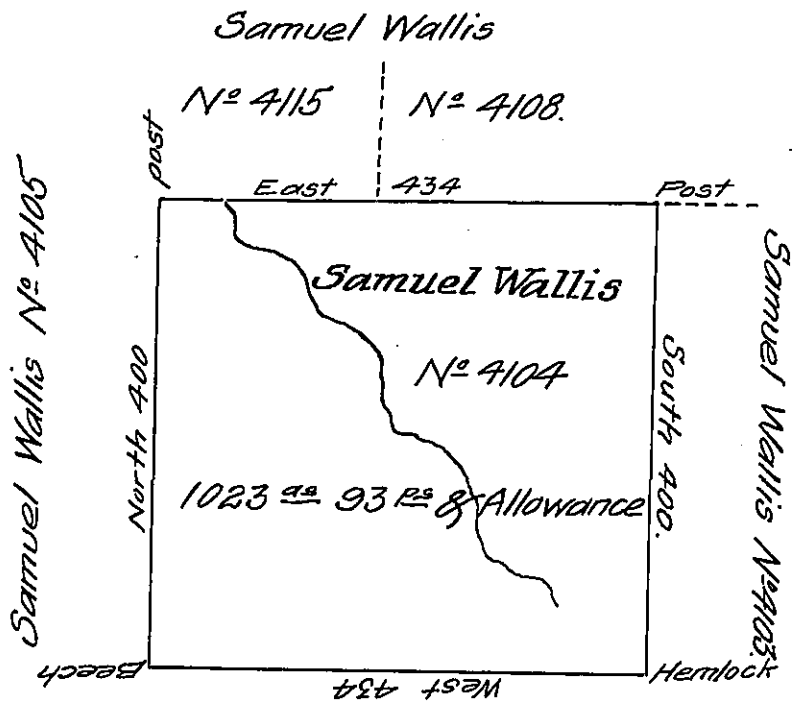 Samuel Wallis
Nº 4115
Nº 4108.
post
East 434
Post
Samuel Wallis Nº 4105
Samuel Wallis
Nº 4104
North 400
South 400.
Samuel Wallis Nº 4103.
1023 as 93 ps & Allowance
Beech
West 434
Hemlock